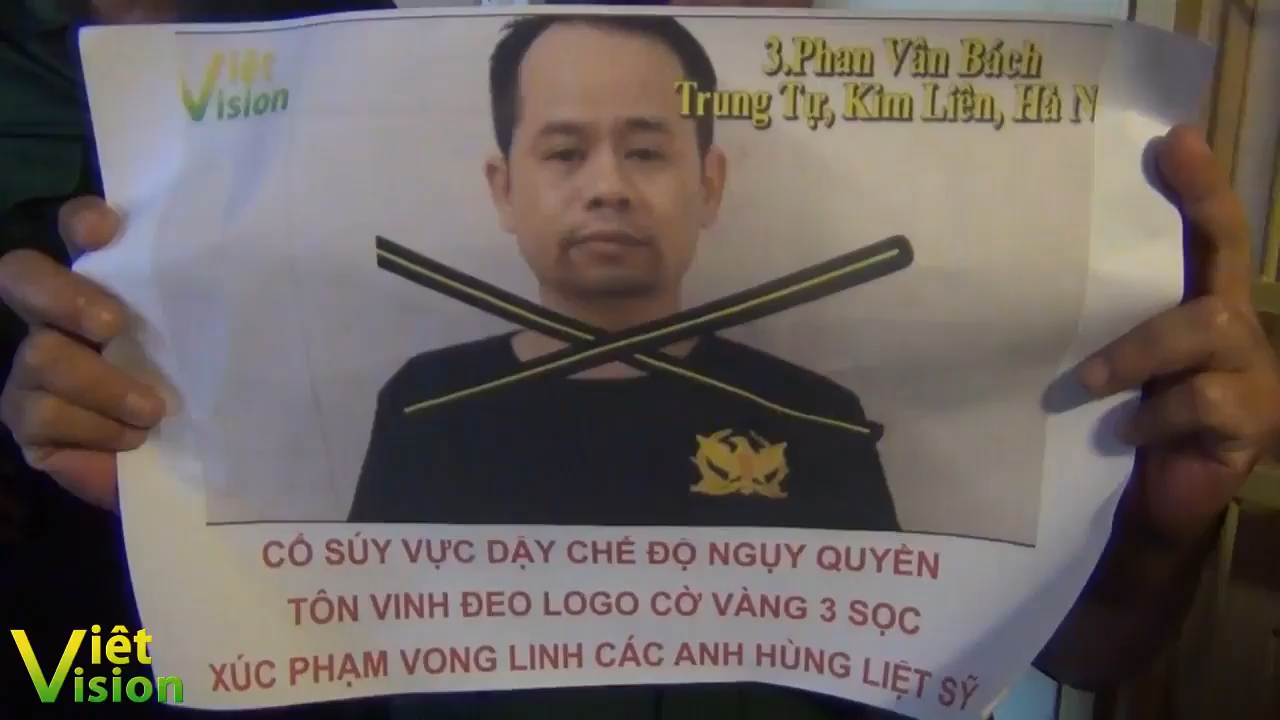 Việt
Vision
3.Phan Vân Bách
Trung Tự, Kim Liên, Hà N
CỔ SÚY VỰC DẬY CHẾ ĐỘ NGỤY QUYỀN
TÔN VINH ĐEO LOGO CỜ VÀNG 3 SỌC
XÚC PHẠM VONG LINH CÁC ANH HÙNG LIỆT SỸ
Việt
Vision